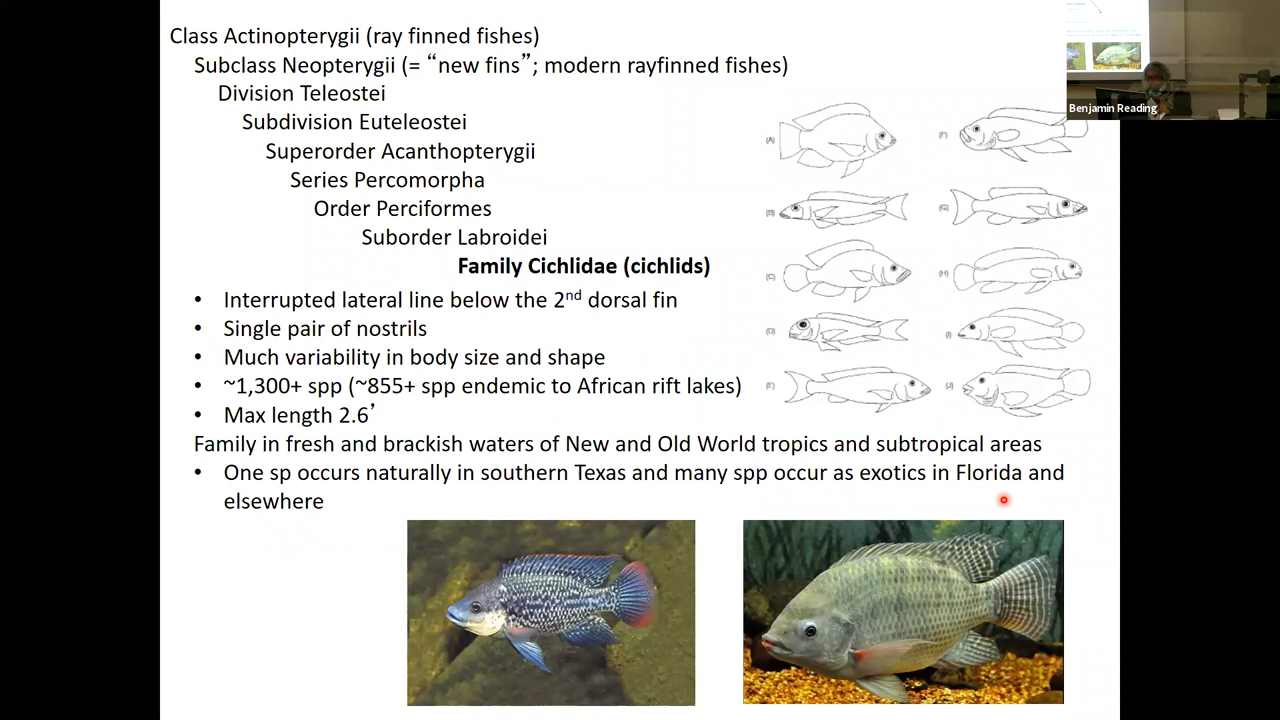 Class Actinopterygii (ray finned fishes)
Subclass Neopterygii (= “new fins”; modern rayfinned fishes)
Division Teleostei
Subdivision Euteleostei
Superorder Acanthopterygii
Series Percomorpha
Order Perciformes
Suborder Labroidei
Family Cichlidae (cichlids)
• Interrupted lateral line below the 2nd dorsal fin
• Single pair of nostrils
• Much variability in body size and shape
• ~1,300+ spp (~855+ spp endemic to African rift lakes)
• Max length 2.6’
Family in fresh and brackish waters of New and Old World tropics and subtropical areas
• One sp occurs naturally in southern Texas and many spp occur as exotics in Florida and
elsewhere
(A)
(B)
(C)
(D)
(E)
(F)
(G)
(H)
(I)
(J)
Benjamin Reading